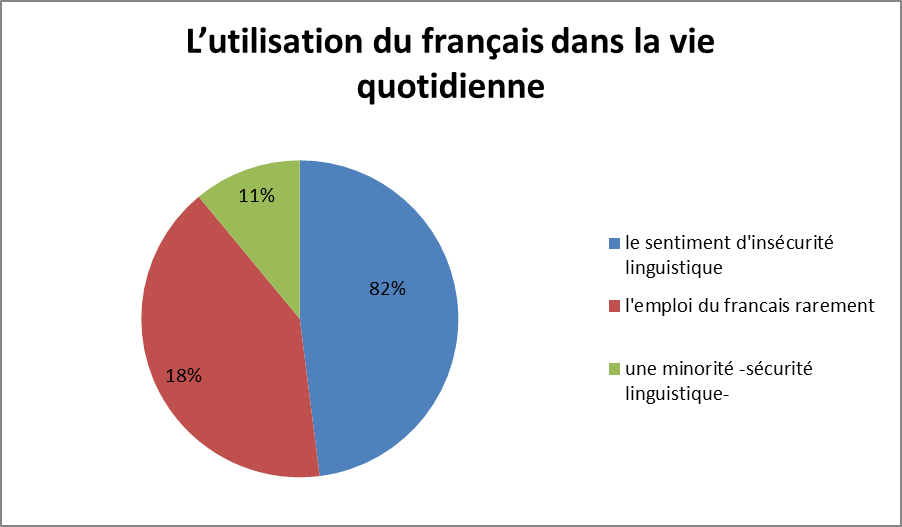 L’utilisation du français dans la vie
quotidienne
11%
82%
18%
le sentiment d'insécurité
linguistique
l'emploi du francais rarement
une minorité -sécurité
linguistique-